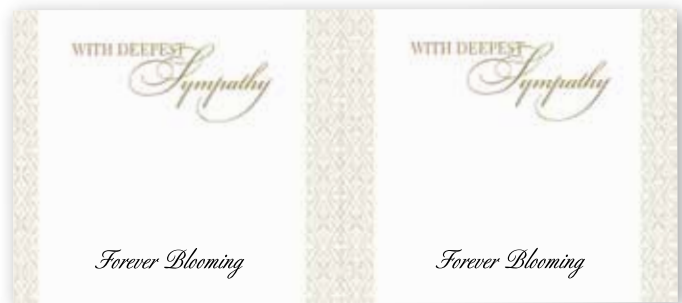 WITH DEEPEST
Sympathy
Forever Blooming
WITH DEEPEST
Sympathy
Forever Blooming